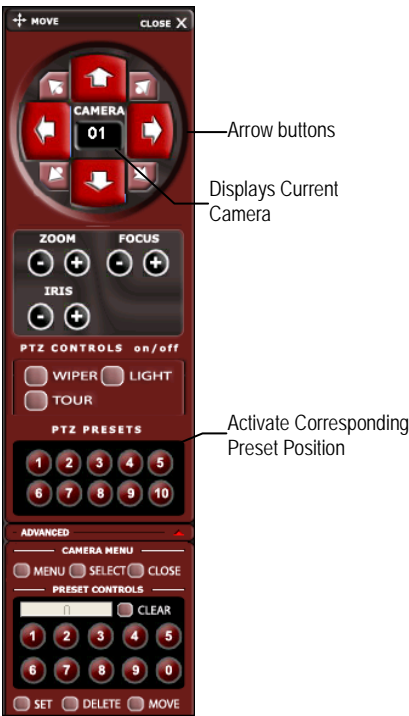 MOVE CLOSE X
CAMERA
01
Arrow buttons
Displays Current
Camera
ZOOM FOCUS
- + - +
IRIS
- +
PTZ CONTROLS on/off
WIPER LIGHT
TOUR
PTZ PRESETS
Activate Corresponding
Preset Position
1 2 3 4 5
6 7 8 9 10
ADVANCED
CAMERA MENU
MENU SELECT CLOSE
PRESET CONTROLS
CLEAR
1 2 3 4 5
6 7 8 9 0
SET DELETE MOVE